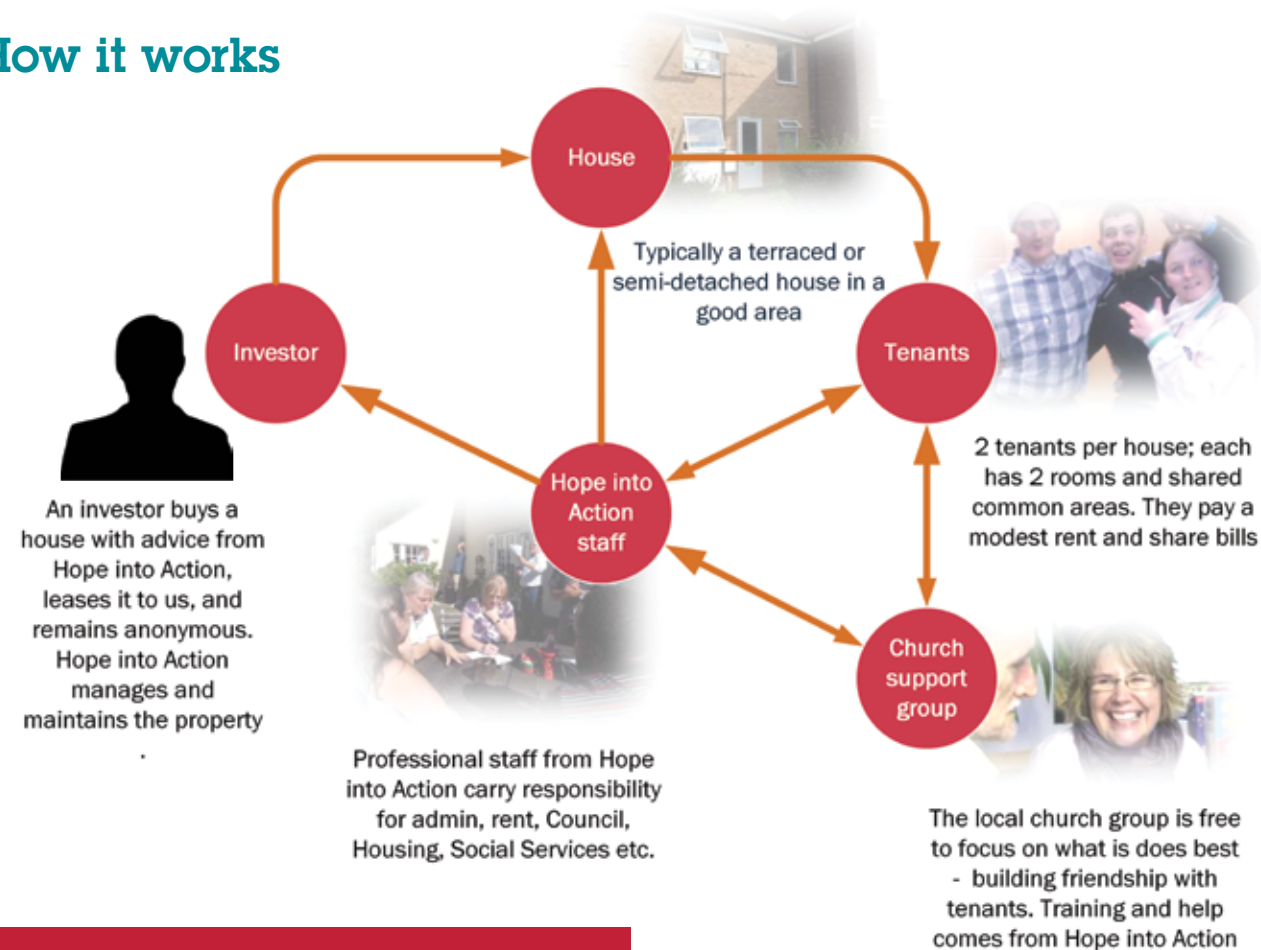 How it works
House
Typically a terraced or
semi-detached house in a
good area
Investor
Tenants
An investor buys a
house with advice from
Hope into Action,
leases it to us, and
remains anonymous.
Hope into Action
manages and
maintains the property
.
2 tenants per house; each
has 2 rooms and shared
common areas. They pay a
modest rent and share bills
Hope into
Action
staff
Professional staff from Hope
into Action carry responsibility
for admin, rent, Council,
Housing, Social Services etc.
Church
support
group
The local church group is free
to focus on what is does best
- building friendship with
tenants. Training and help
comes from Hope into Action